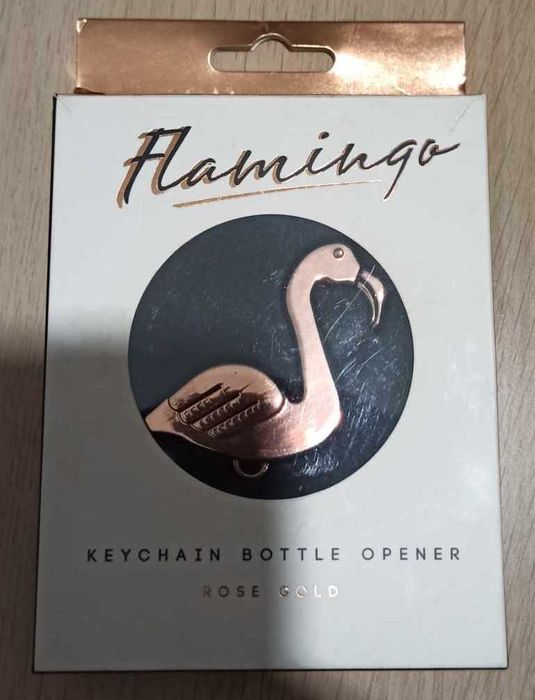 Flamingo
KEYCHAIN BOTTLE OPENER
ROSE GOLD